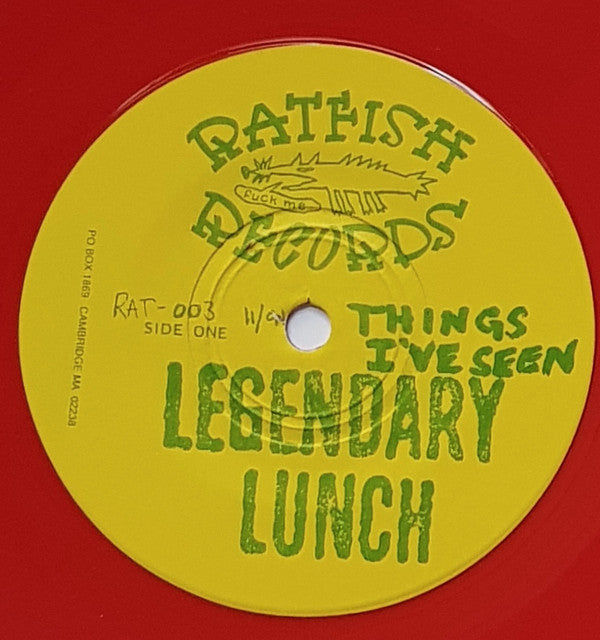 RATFISH
fuck me
RECORDS
PO. BOX 1869 CAMBRIDGE MA 02238
RAT-003
SIDE ONE
THINGS
I'VE SEEN
LEGENDARY
LUNCH